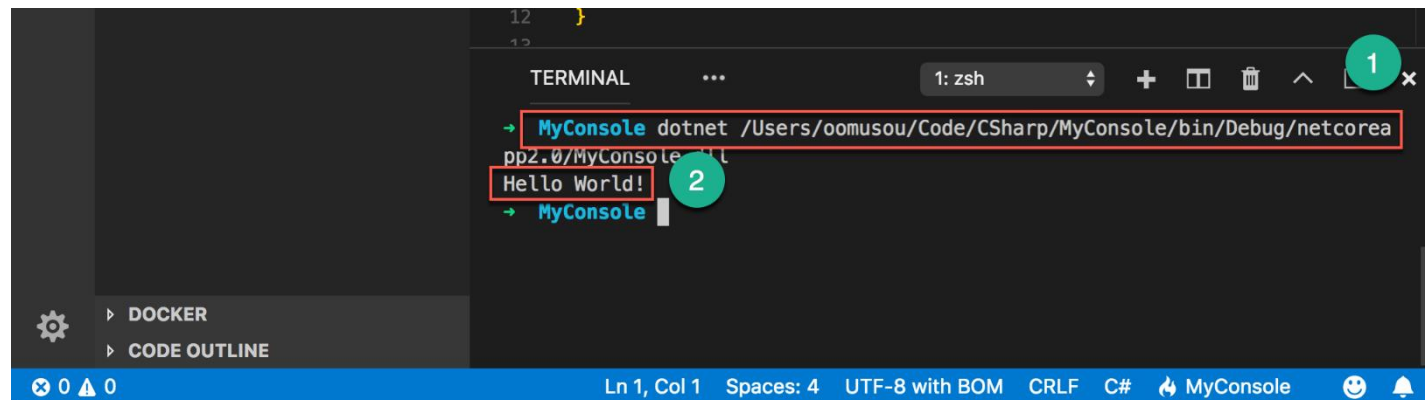 12 }
13
TERMINAL ••• 1: zsh
1
→ MyConsole dotnet /Users/oomusou/Code/CSharp/MyConsole/bin/Debug/netcorea
pp2.0/MyConsole.dll
Hello World! 2
→ MyConsole
DOCKER
CODE OUTLINE
0 0 Ln 1, Col 1 Spaces: 4 UTF-8 with BOM CRLF C# MyConsole